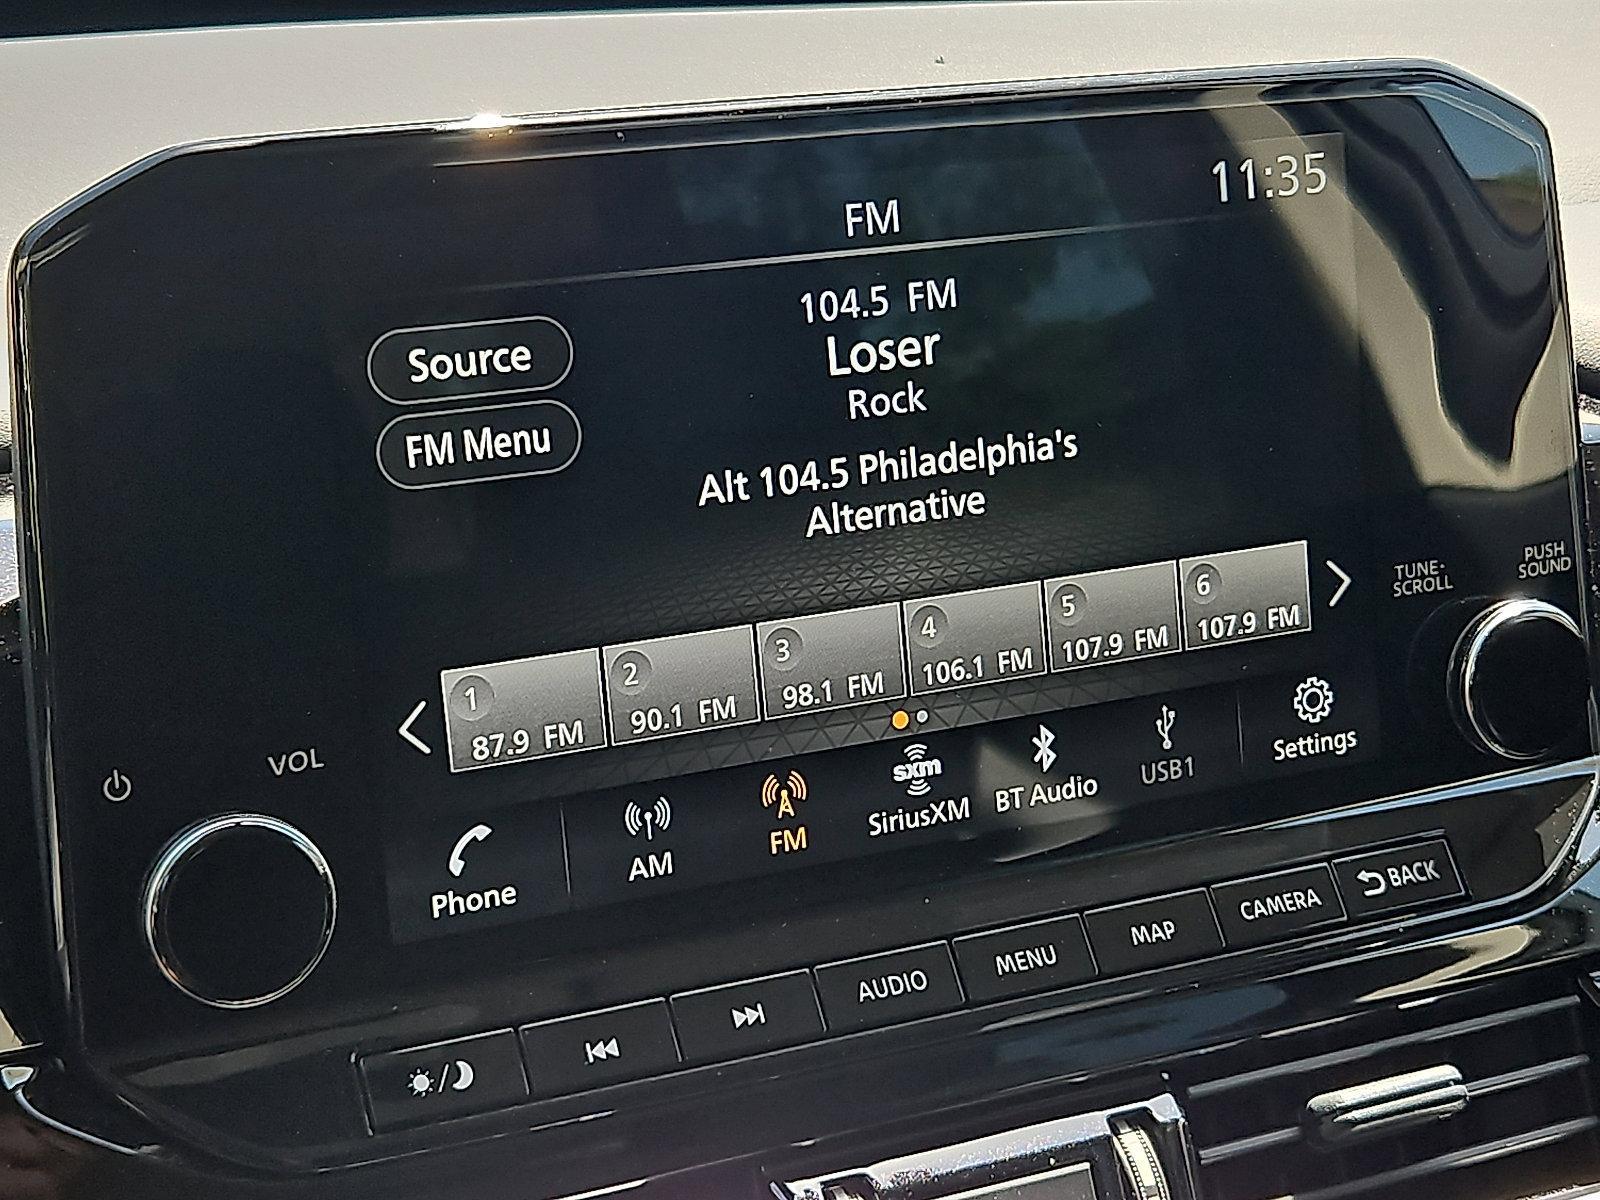 11:35
FM
104.5 FM
Loser
Rock
Alt 104.5 Philadelphia's
Alternative
Source
FM Menu
1
87.9 FM
2
90.1 FM
3
98.1 FM
4
106.1 FM
5
107.9 FM
6
107.9 FM
TUNE·
SCROLL
PUSH
SOUND
VOL
Phone
AM
FM
sxm
SiriusXM
BT Audio
USB1
Settings
AUDIO
MENU
MAP
CAMERA
BACK